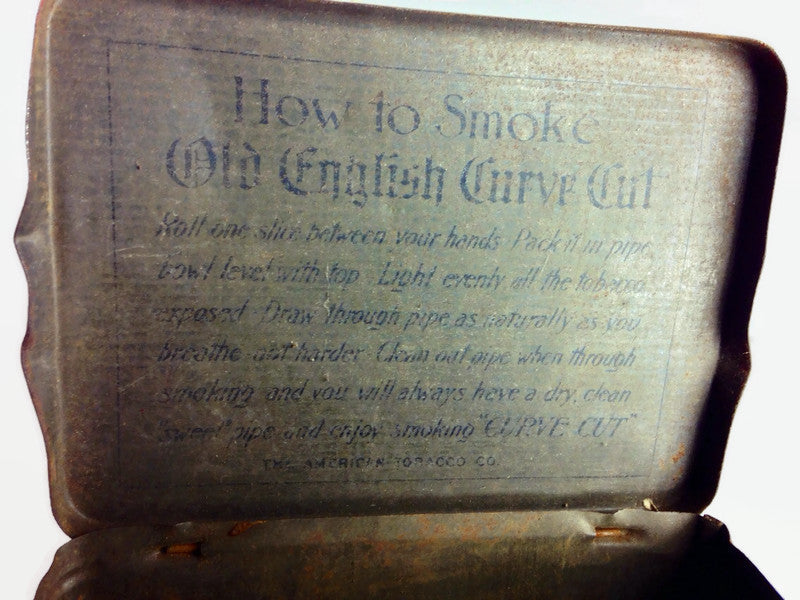 How to Smoke
Old English Curve Cut
Roll one slice between your hands. Pack it in pipe
bowl level with top. Light evenly all the tobacco
exposed. Draw through pipe as naturally as you
breathe - not harder. Clean out pipe when through
smoking and you will always have a dry, clean
"sweet" pipe and enjoy smoking "CURVE CUT"
THE AMERICAN TOBACCO CO.